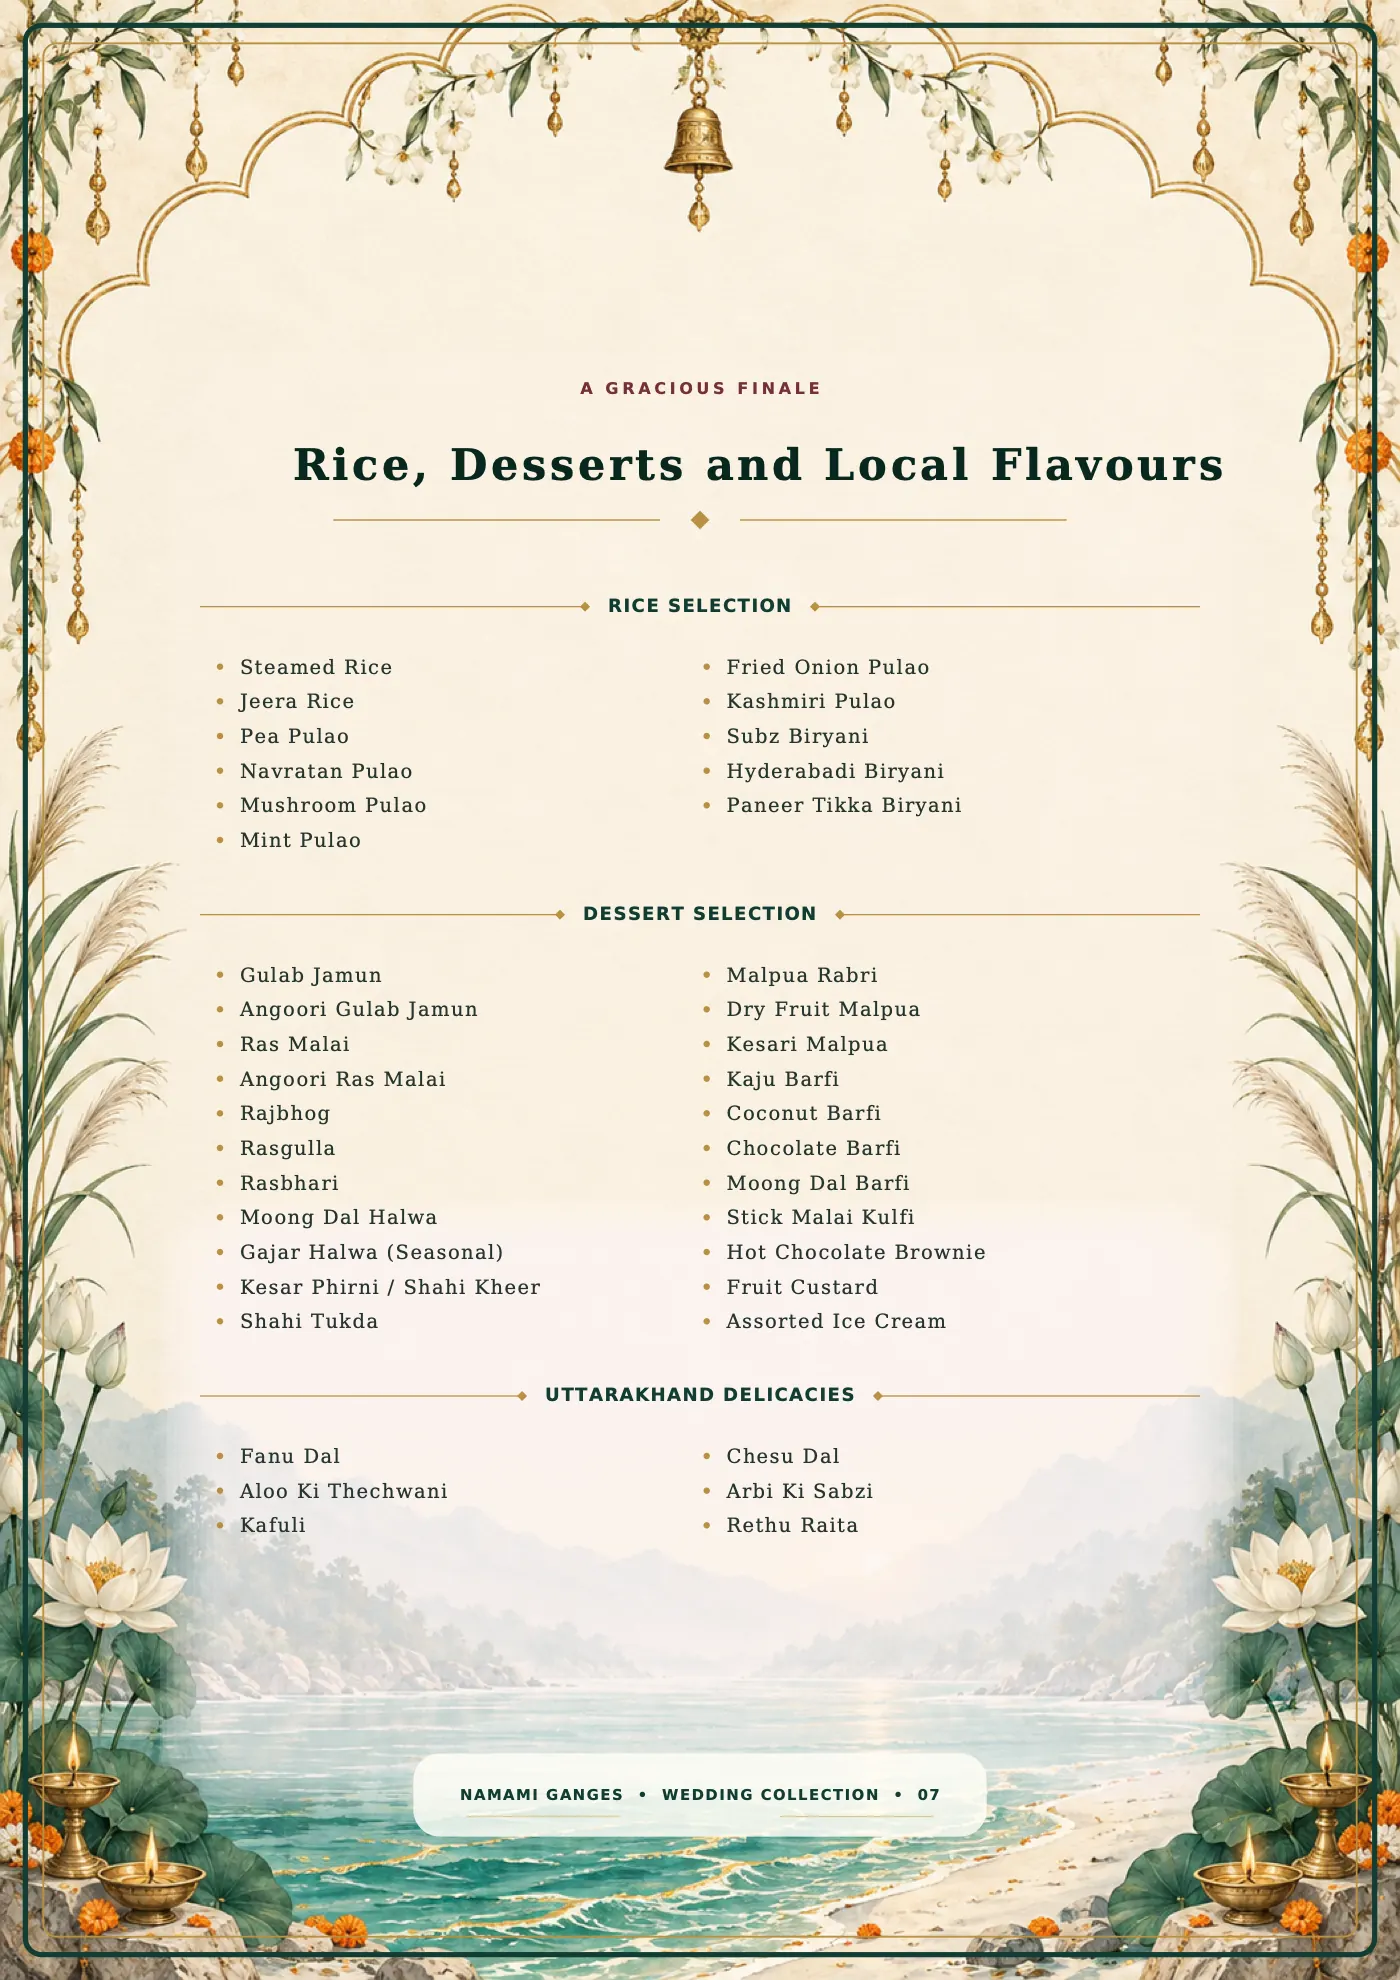 A GRACIOUS FINALE
Rice, Desserts and Local Flavours
RICE SELECTION
• Steamed Rice
• Jeera Rice
• Pea Pulao
• Navratan Pulao
• Mushroom Pulao
• Mint Pulao
• Fried Onion Pulao
• Kashmiri Pulao
• Subz Biryani
• Hyderabadi Biryani
• Paneer Tikka Biryani
DESSERT SELECTION
• Gulab Jamun
• Angoori Gulab Jamun
• Ras Malai
• Angoori Ras Malai
• Rajbhog
• Rasgulla
• Rasbhari
• Moong Dal Halwa
• Gajar Halwa (Seasonal)
• Kesar Phirni / Shahi Kheer
• Shahi Tukda
• Malpua Rabri
• Dry Fruit Malpua
• Kesari Malpua
• Kaju Barfi
• Coconut Barfi
• Chocolate Barfi
• Moong Dal Barfi
• Stick Malai Kulfi
• Hot Chocolate Brownie
• Fruit Custard
• Assorted Ice Cream
UTTARAKHAND DELICACIES
• Fanu Dal
• Aloo Ki Thechwani
• Kafuli
• Chesu Dal
• Arbi Ki Sabzi
• Rethu Raita
NAMAMI GANGES • WEDDING COLLECTION • 07